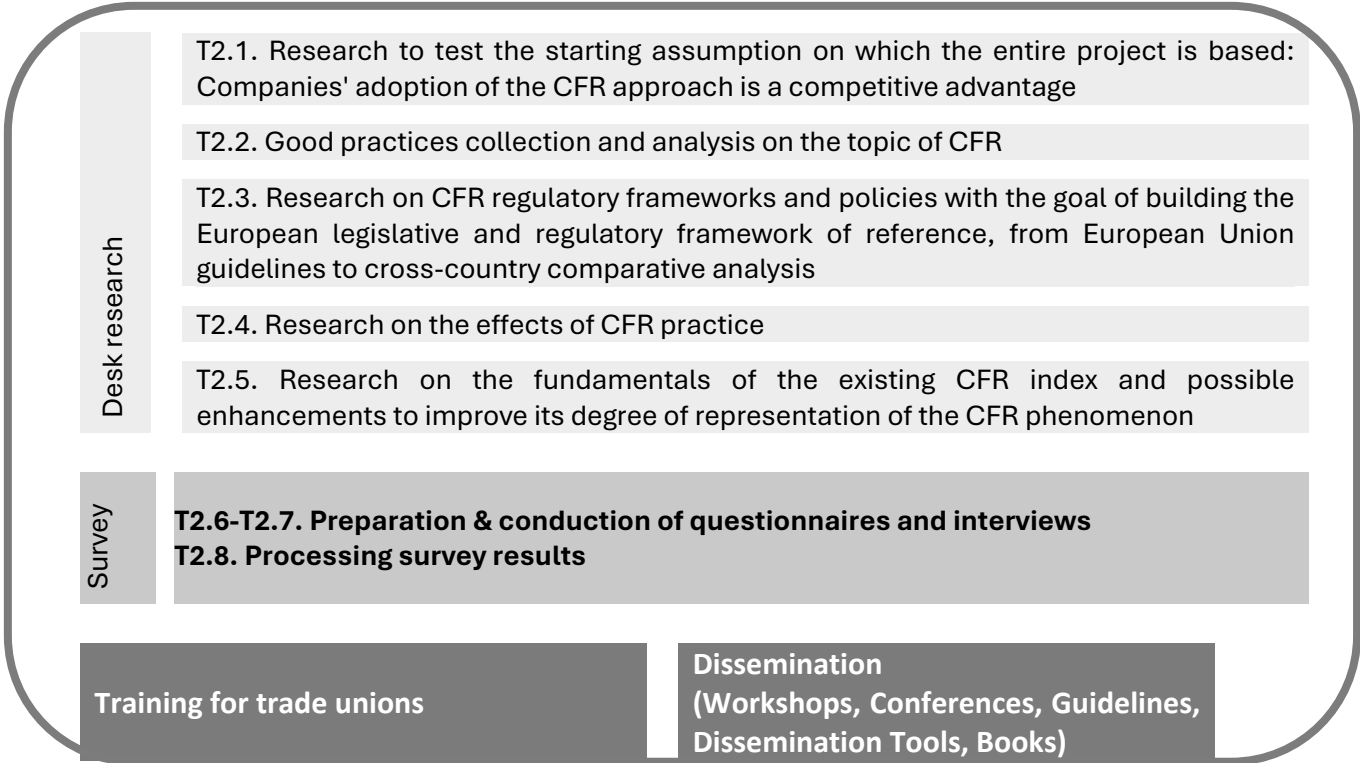 Desk research
T2.1. Research to test the starting assumption on which the entire project is based:
Companies' adoption of the CFR approach is a competitive advantage
T2.2. Good practices collection and analysis on the topic of CFR
T2.3. Research on CFR regulatory frameworks and policies with the goal of building the
European legislative and regulatory framework of reference, from European Union
guidelines to cross-country comparative analysis
T2.4. Research on the effects of CFR practice
T2.5. Research on the fundamentals of the existing CFR index and possible
enhancements to improve its degree of representation of the CFR phenomenon
Survey
T2.6-T2.7. Preparation & conduction of questionnaires and interviews
T2.8. Processing survey results
Training for trade unions
Dissemination
(Workshops, Conferences, Guidelines,
Dissemination Tools, Books)